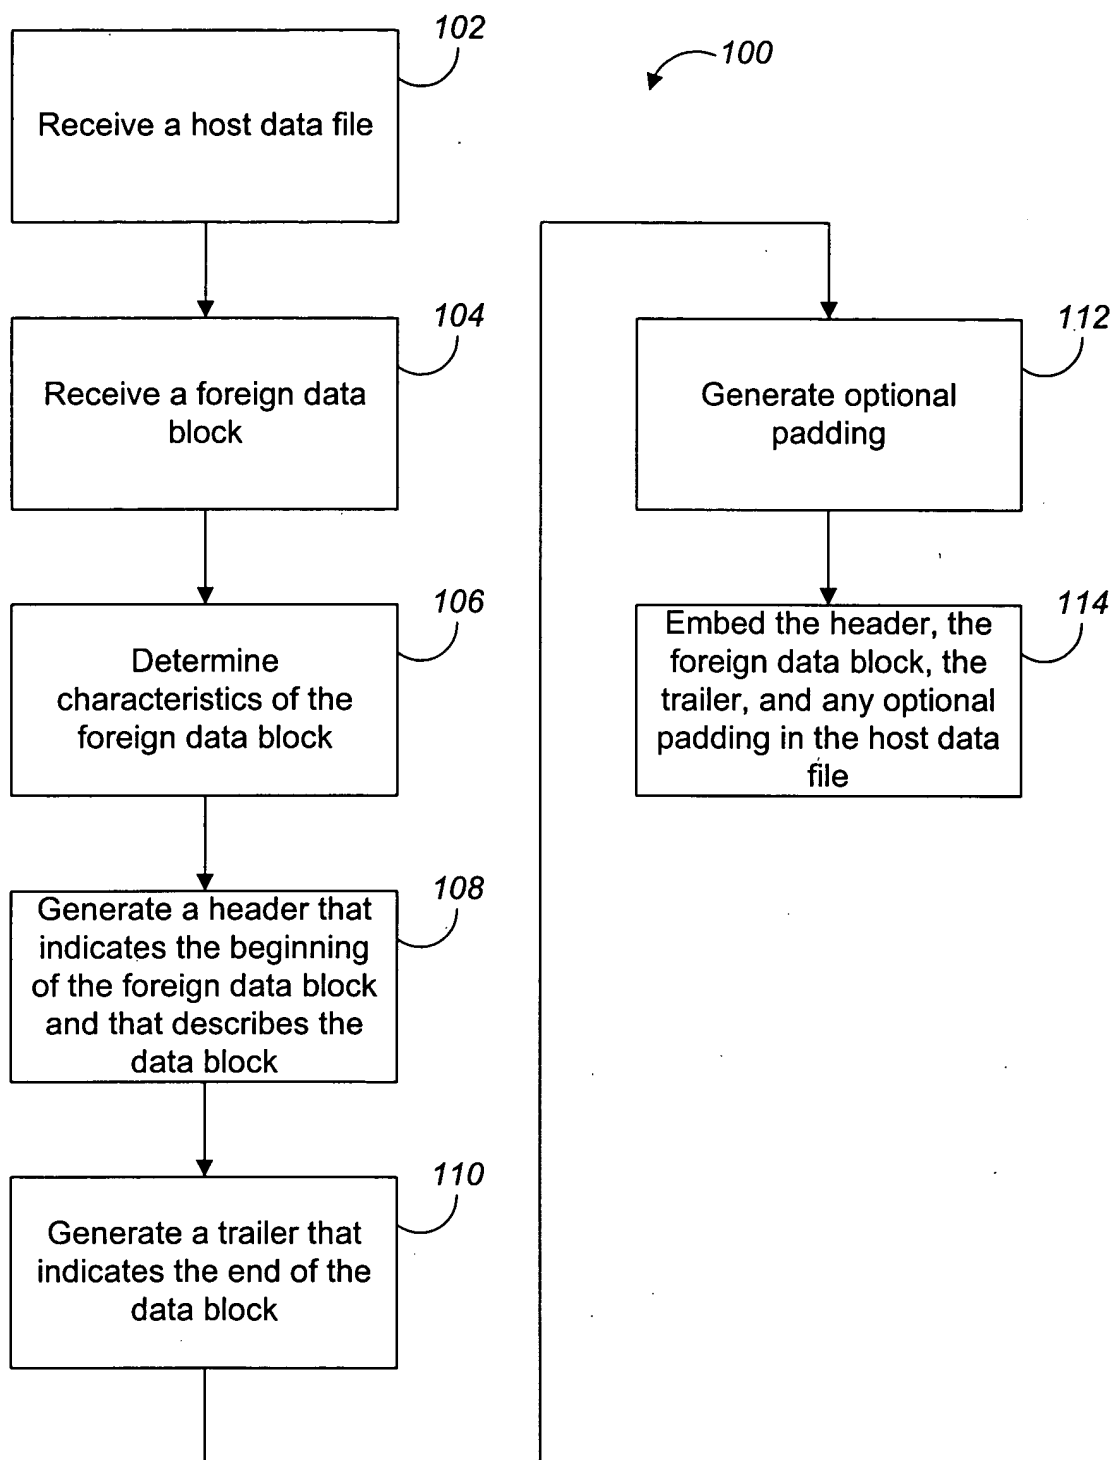 102
Receive a host data file
104
Receive a foreign data
block
106
Determine
characteristics of the
foreign data block
108
Generate a header that
indicates the beginning
of the foreign data block
and that describes the
data block
110
Generate a trailer that
indicates the end of the
data block
100
112
Generate optional
padding
114
Embed the header, the
foreign data block, the
trailer, and any optional
padding in the host data
file